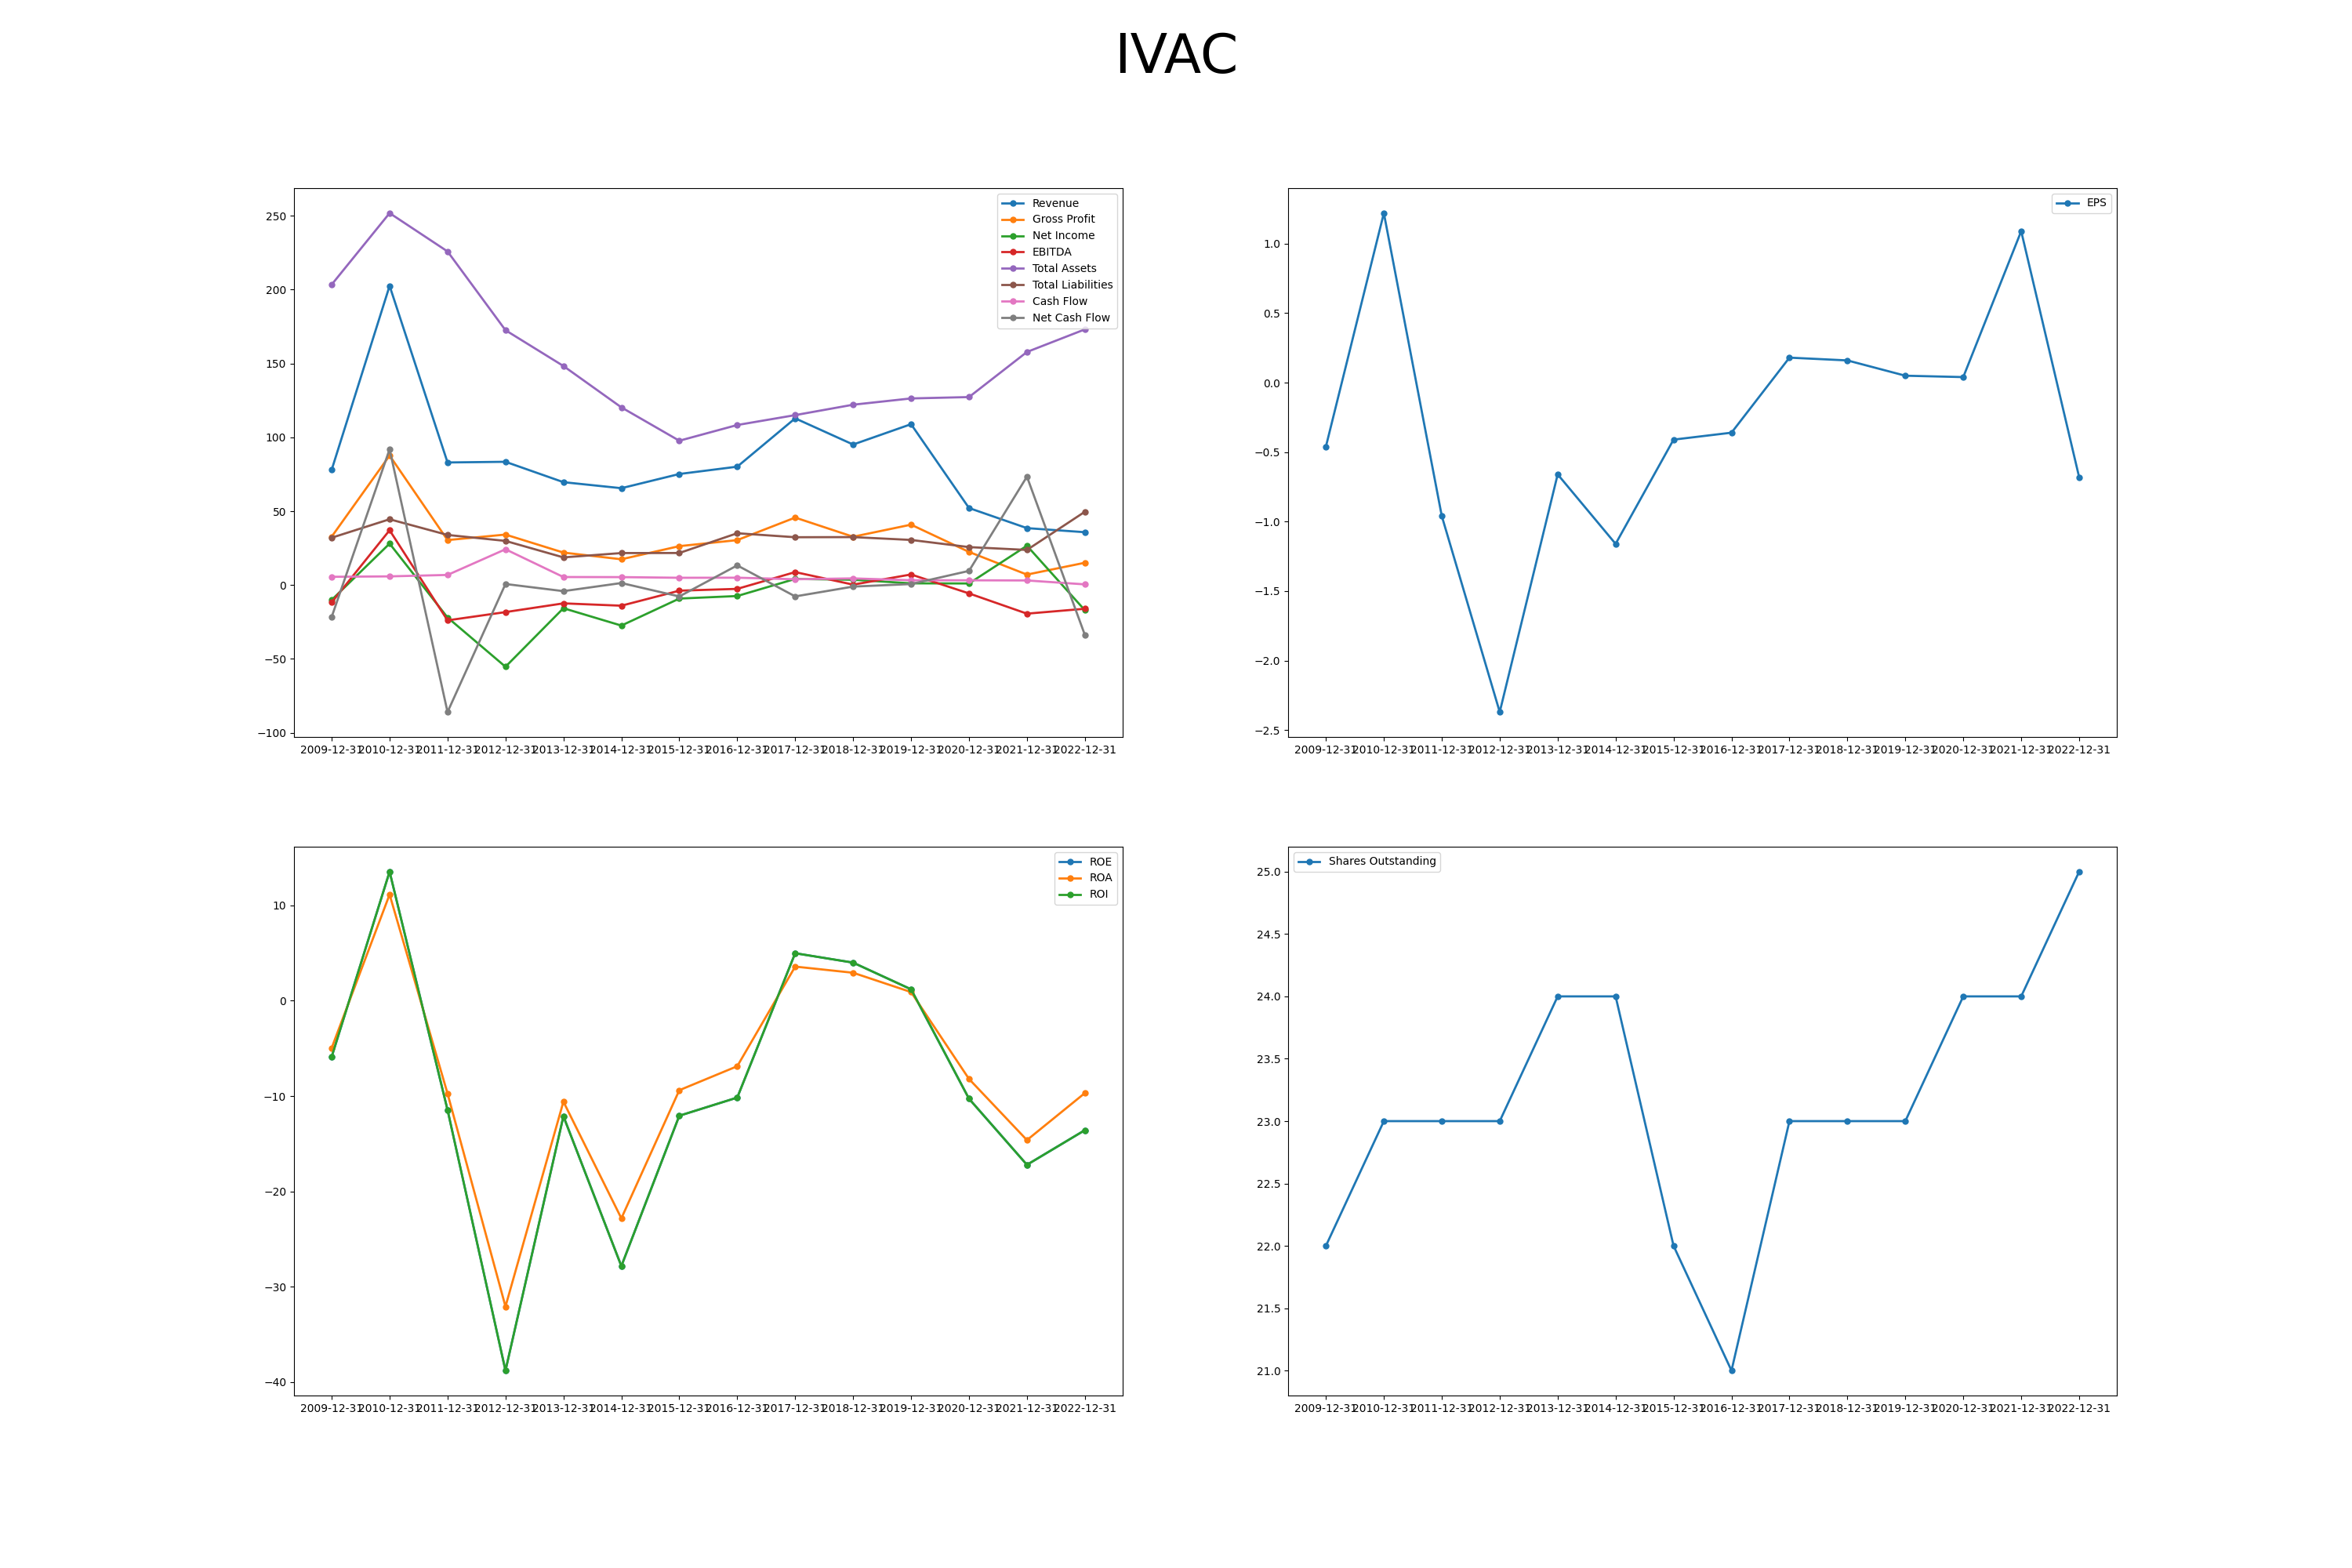 IVAC
250
200
150
100
50
0
−50
−100
Revenue
Gross Profit
Net Income
EBITDA
Total Assets
Total Liabilities
Cash Flow
Net Cash Flow
2009-12-31 2010-12-31 2011-12-31 2012-12-31 2013-12-31 2014-12-31 2015-12-31 2016-12-31 2017-12-31 2018-12-31 2019-12-31 2020-12-31 2021-12-31 2022-12-31
1.0
0.5
0.0
−0.5
−1.0
−1.5
−2.0
−2.5
EPS
2009-12-31 2010-12-31 2011-12-31 2012-12-31 2013-12-31 2014-12-31 2015-12-31 2016-12-31 2017-12-31 2018-12-31 2019-12-31 2020-12-31 2021-12-31 2022-12-31
10
0
−10
−20
−30
−40
ROE
ROA
ROI
2009-12-31 2010-12-31 2011-12-31 2012-12-31 2013-12-31 2014-12-31 2015-12-31 2016-12-31 2017-12-31 2018-12-31 2019-12-31 2020-12-31 2021-12-31 2022-12-31
25.0
24.5
24.0
23.5
23.0
22.5
22.0
21.5
21.0
Shares Outstanding
2009-12-31 2010-12-31 2011-12-31 2012-12-31 2013-12-31 2014-12-31 2015-12-31 2016-12-31 2017-12-31 2018-12-31 2019-12-31 2020-12-31 2021-12-31 2022-12-31